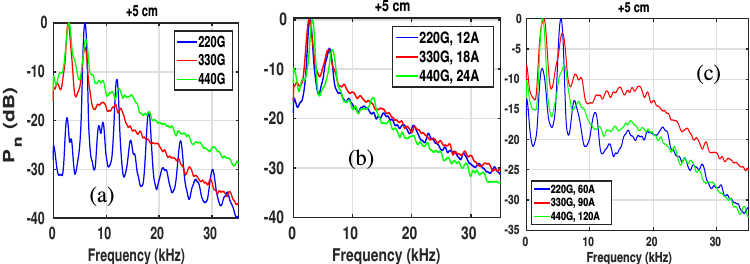 +5 cm
P_n (dB)
0
-10
-20
-30
-40
0 10 20 30
Frequency (kHz)
220G
330G
440G
(a)
+5 cm
0
-10
-20
-30
-40
0 10 20 30
Frequency (kHz)
220G, 12A
330G, 18A
440G, 24A
(b)
+5 cm
0
-5
-10
-15
-20
-25
-30
-35
0 10 20 30
Frequency (kHz)
220G, 60A
330G, 90A
440G, 120A
(c)